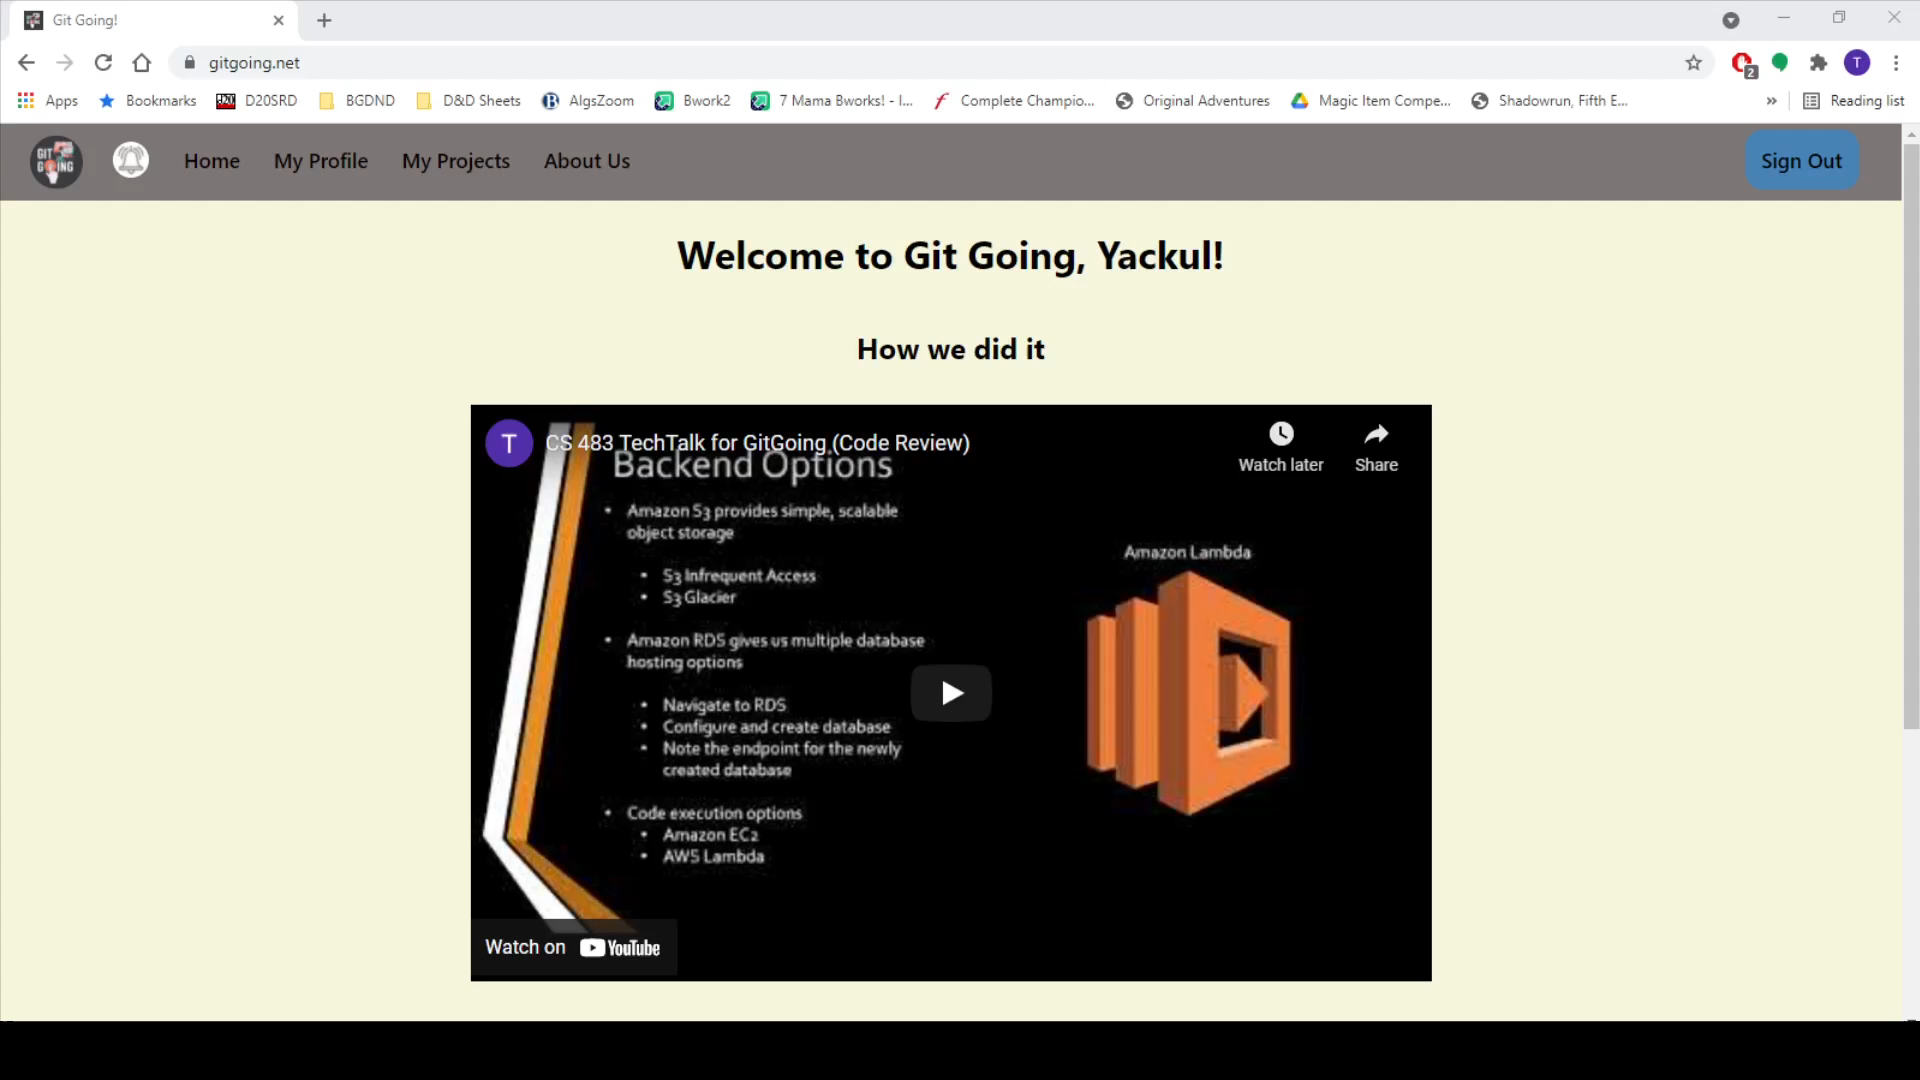 Git Going!
gitgoing.net
2
T
Apps
Bookmarks
D20SRD
BGDND
D&D Sheets
AlgsZoom
Bwork2
7 Mama Bworks! - I...
Complete Champio...
Original Adventures
Magic Item Compe...
Shadowrun, Fifth E...
»
Reading list
GIT GOING
Home
My Profile
My Projects
About Us
Sign Out
Welcome to Git Going, Yackul!
How we did it
T
CS 483 TechTalk for GitGoing (Code Review)
Watch later
Share
Backend Options
• Amazon S3 provides simple, scalable
object storage
• S3 Infrequent Access
• S3 Glacier
• Amazon RDS gives us multiple database
hosting options
• Navigate to RDS
• Configure and create database
• Note the endpoint for the newly
created database
• Code execution options
• Amazon EC2
• AWS Lambda
Amazon Lambda
Watch on YouTube